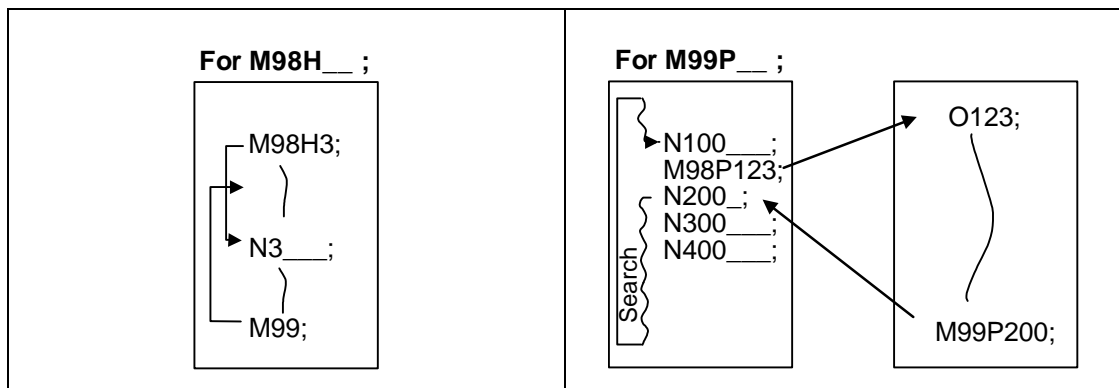 For M98H__ ;
M98H3;
N3___;
M99;
For M99P__ ;
N100___;
M98P123;
N200_;
N300___;
N400___;
Search
O123;
M99P200;